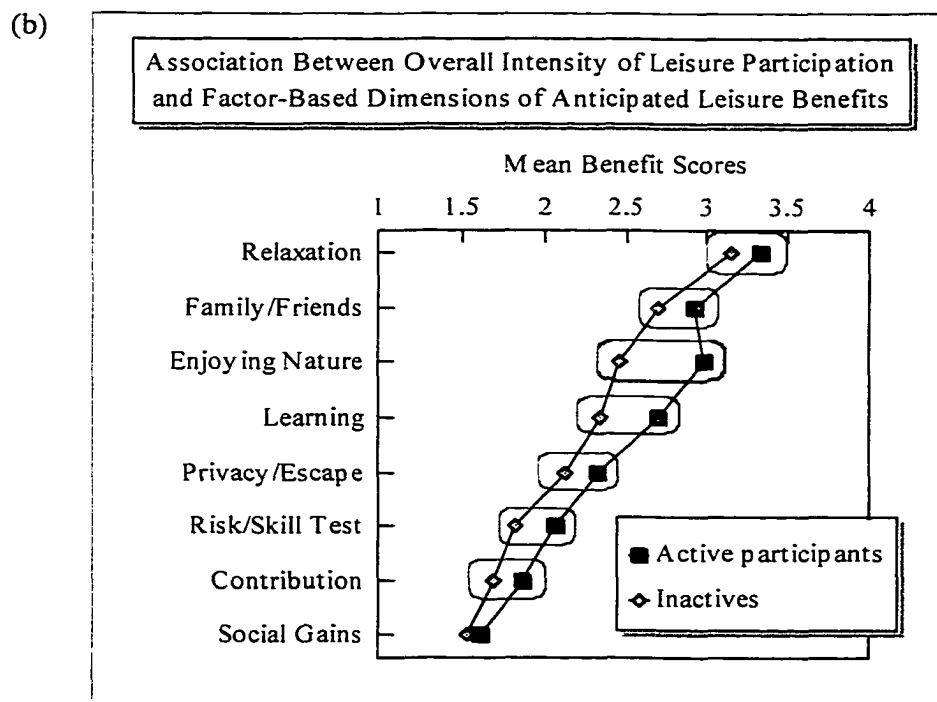 (b)
Association Between Overall Intensity of Leisure Participation
and Factor-Based Dimensions of Anticipated Leisure Benefits
Mean Benefit Scores
1 1.5 2 2.5 3 3.5 4
Relaxation
Family/Friends
Enjoying Nature
Learning
Privacy/Escape
Risk/Skill Test
Contribution
Social Gains
Active participants
Inactives